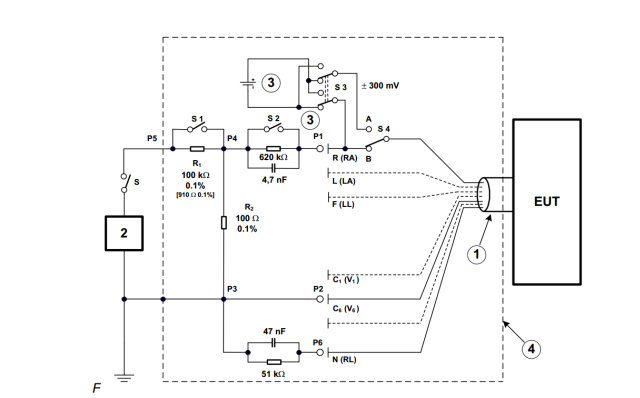 3
S 3
± 300 mV
S 1
S 2
3
A
P5
P4
P1
S 4
R (RA)
B
R₁
100 kΩ
0.1%
[910 Ω 0.1%]
620 kΩ
4,7 nF
L (LA)
S
F (LL)
EUT
R₂
100 Ω
0.1%
2
1
C₁ (V₁)
P3
P2
C₆ (V₆)
47 nF
P6
N (RL)
4
51 kΩ
F